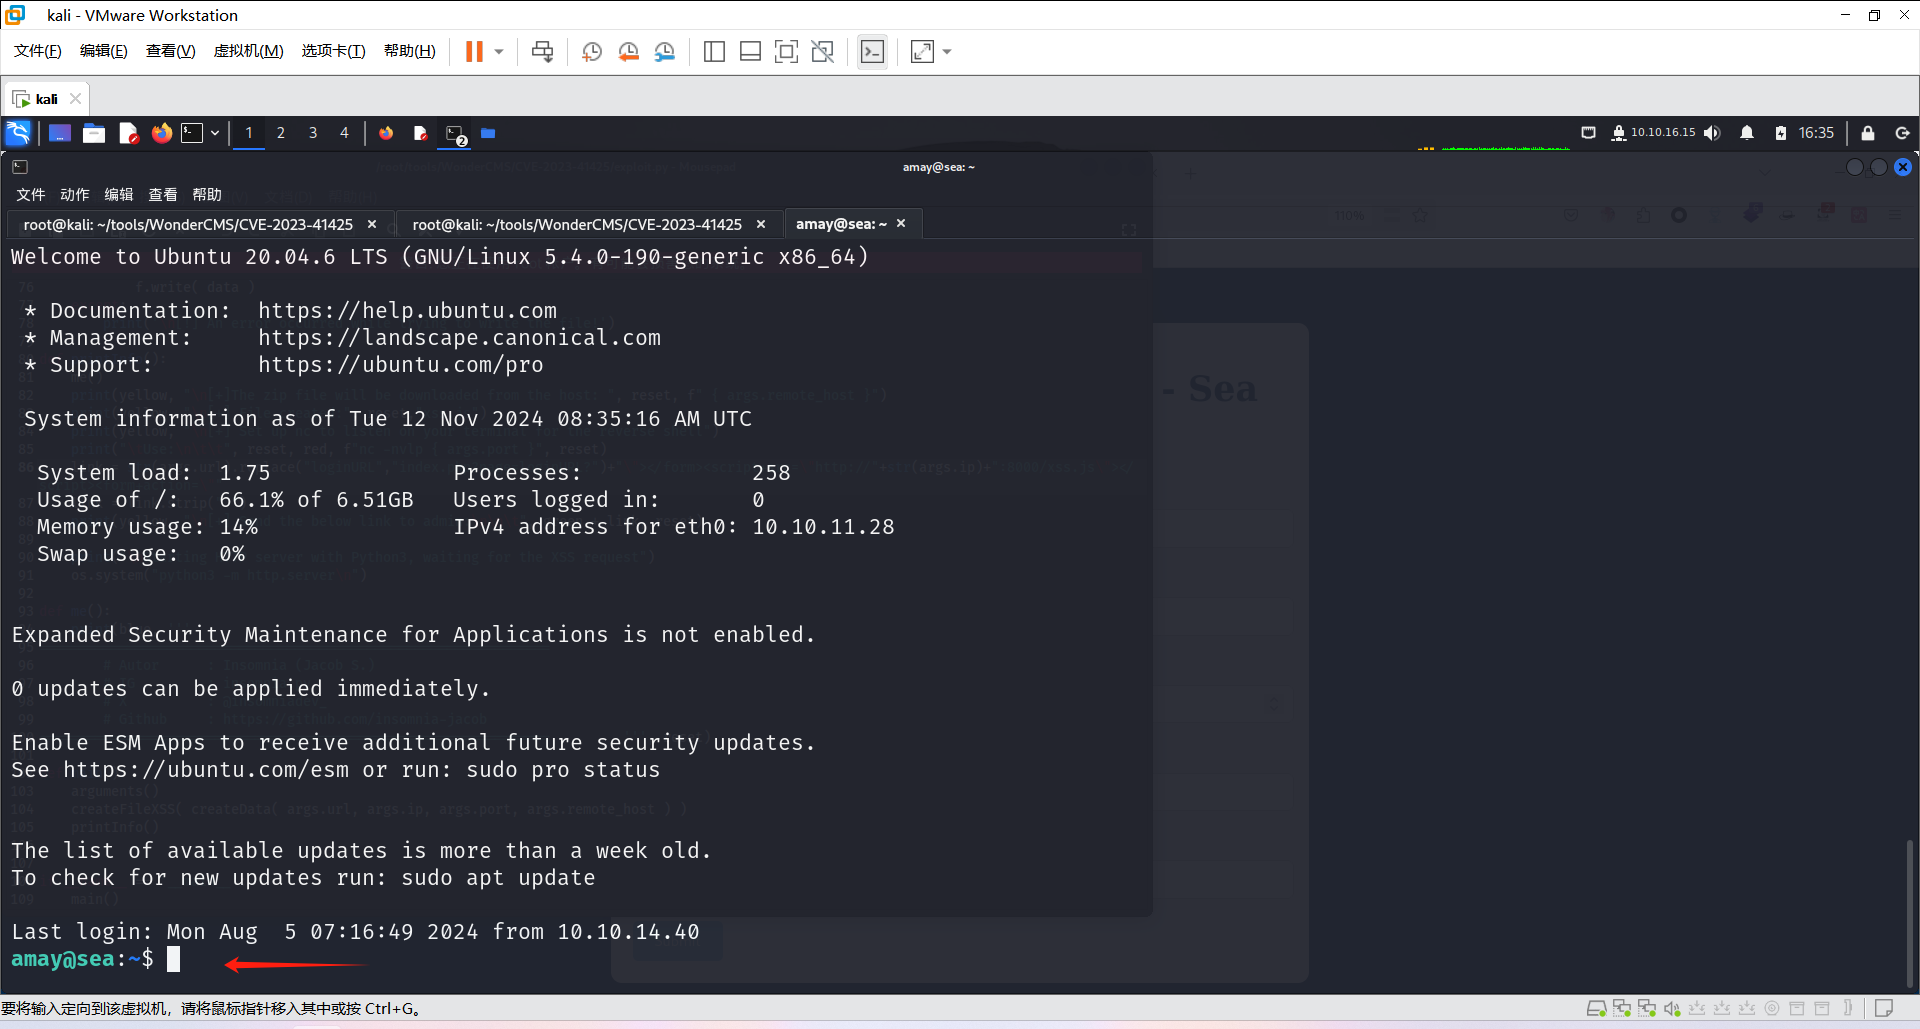 kali - VMware Workstation
文件(F) 编辑(E) 查看(V) 虚拟机(M) 选项卡(T) 帮助(H)
kali
1 2 3 4 2 10.10.16.15 16:35
amay@sea: ~
文件 动作 编辑 查看 帮助
root@kali: ~/tools/WonderCMS/CVE-2023-41425 root@kali: ~/tools/WonderCMS/CVE-2023-41425 amay@sea: ~
Welcome to Ubuntu 20.04.6 LTS (GNU/Linux 5.4.0-190-generic x86_64)
* Documentation: https://help.ubuntu.com
* Management: https://landscape.canonical.com
* Support: https://ubuntu.com/pro
- Sea
System information as of Tue 12 Nov 2024 08:35:16 AM UTC
System load: 1.75 Processes: 258
Usage of /: 66.1% of 6.51GB Users logged in: 0
Memory usage: 14% IPv4 address for eth0: 10.10.11.28
Swap usage: 0%
Expanded Security Maintenance for Applications is not enabled.
0 updates can be applied immediately.
Enable ESM Apps to receive additional future security updates.
See https://ubuntu.com/esm or run: sudo pro status
The list of available updates is more than a week old.
To check for new updates run: sudo apt update
Last login: Mon Aug 5 07:16:49 2024 from 10.10.14.40
amay@sea:~$
要将输入定向到该虚拟机，请将鼠标指针移入其中或按 Ctrl+G。